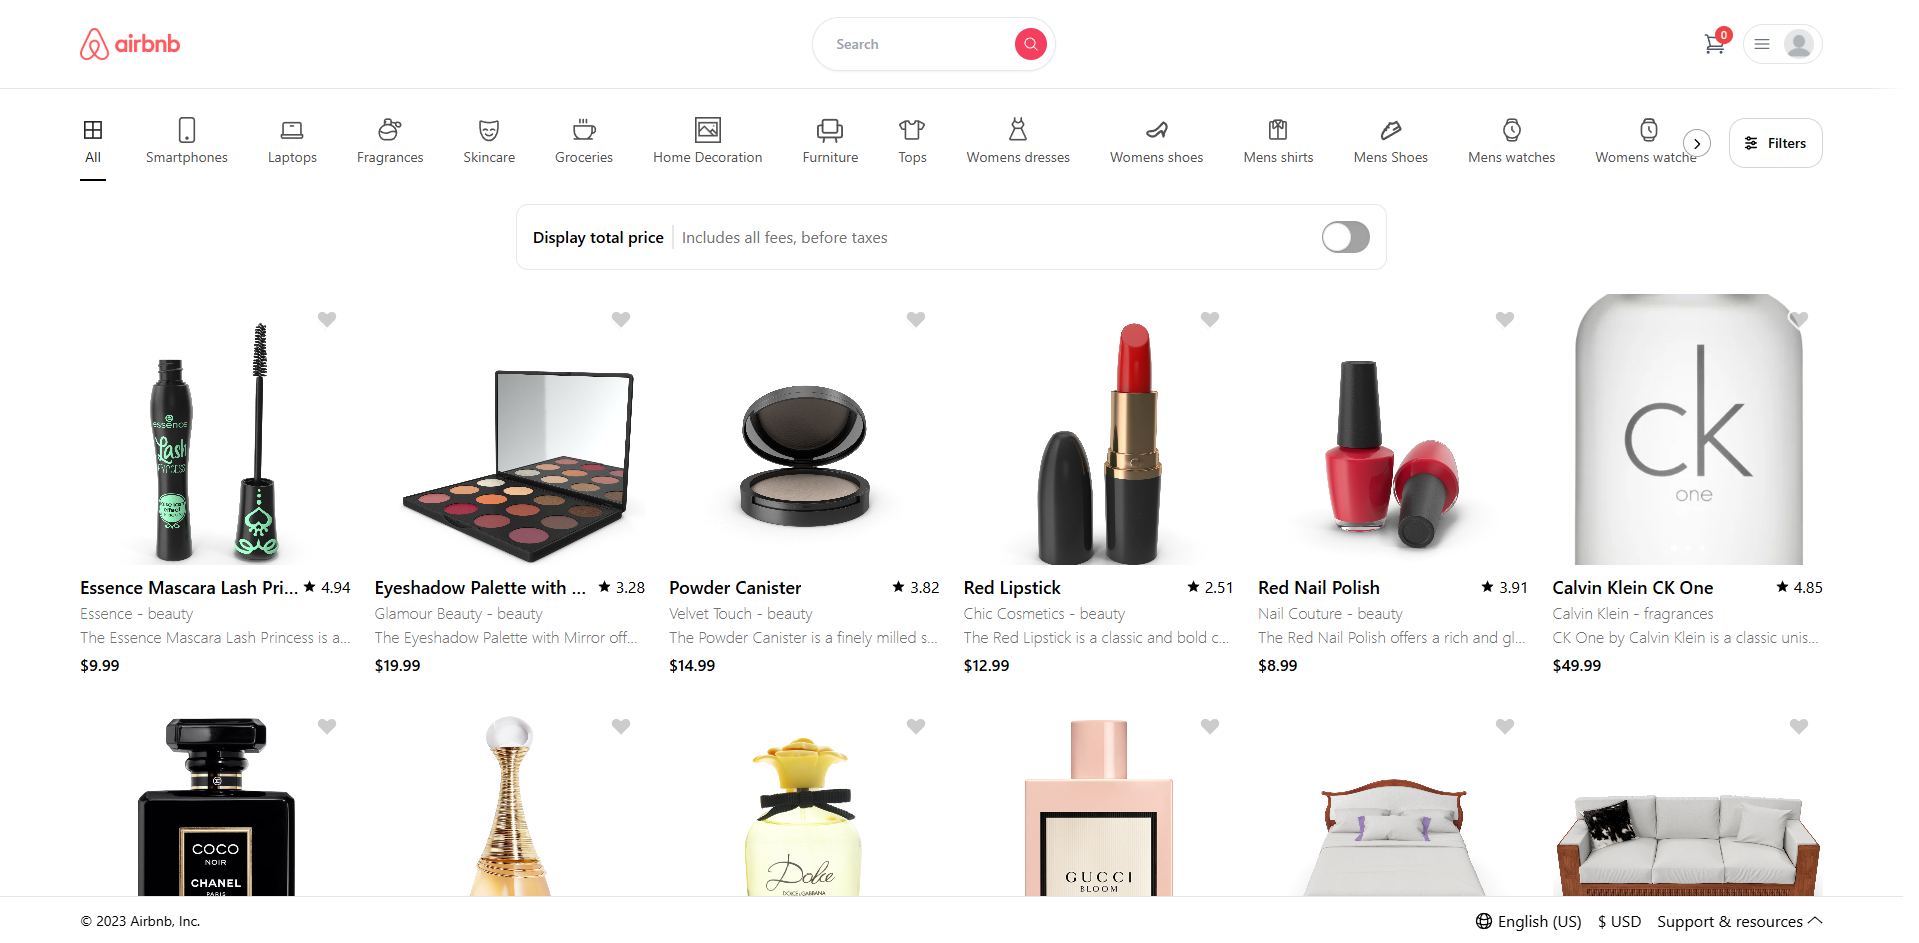 airbnb
Search
0
All
Smartphones
Laptops
Fragrances
Skincare
Groceries
Home Decoration
Furniture
Tops
Womens dresses
Womens shoes
Mens shirts
Mens Shoes
Mens watches
Womens watche
Filters
Display total price
Includes all fees, before taxes
essence
Lash
PRINCESS
ck
one
Essence Mascara Lash Pri... ★ 4.94
Essence - beauty
The Essence Mascara Lash Princess is a...
$9.99
Eyeshadow Palette with ... ★ 3.28
Glamour Beauty - beauty
The Eyeshadow Palette with Mirror off...
$19.99
Powder Canister ★ 3.82
Velvet Touch - beauty
The Powder Canister is a finely milled s...
$14.99
Red Lipstick ★ 2.51
Chic Cosmetics - beauty
The Red Lipstick is a classic and bold c...
$12.99
Red Nail Polish ★ 3.91
Nail Couture - beauty
The Red Nail Polish offers a rich and gl...
$8.99
Calvin Klein CK One ★ 4.85
Calvin Klein - fragrances
CK One by Calvin Klein is a classic unis...
$49.99
COCO
NOIR
CHANEL
PARIS
Dolce
DOLCE&GABBANA
GUCCI
BLOOM
© 2023 Airbnb, Inc.
English (US)
$ USD
Support & resources